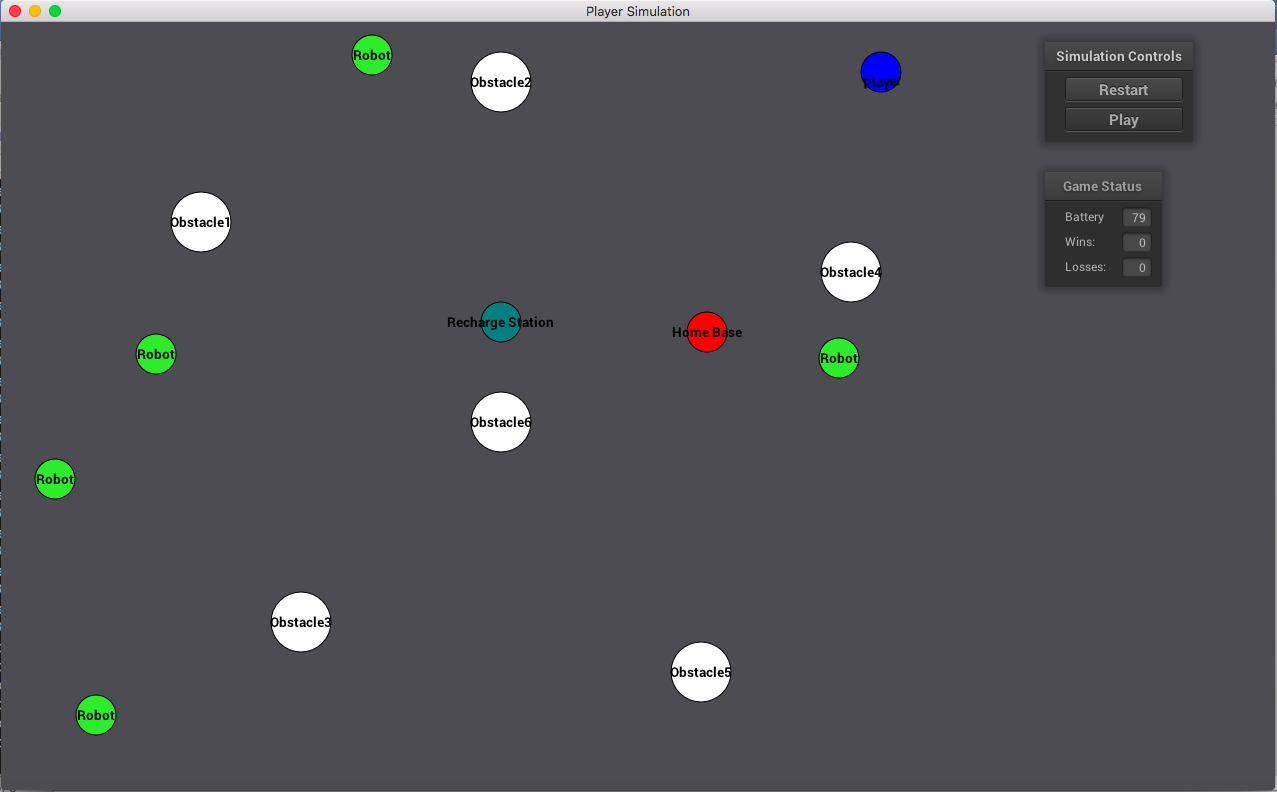 Player Simulation
Robot
Obstacle2
Player
Simulation Controls
Restart
Play
Game Status
Battery 79
Wins: 0
Losses: 0
Obstacle1
Obstacle4
Recharge Station
Home Base
Robot
Robot
Obstacle6
Robot
Obstacle3
Obstacle5
Robot